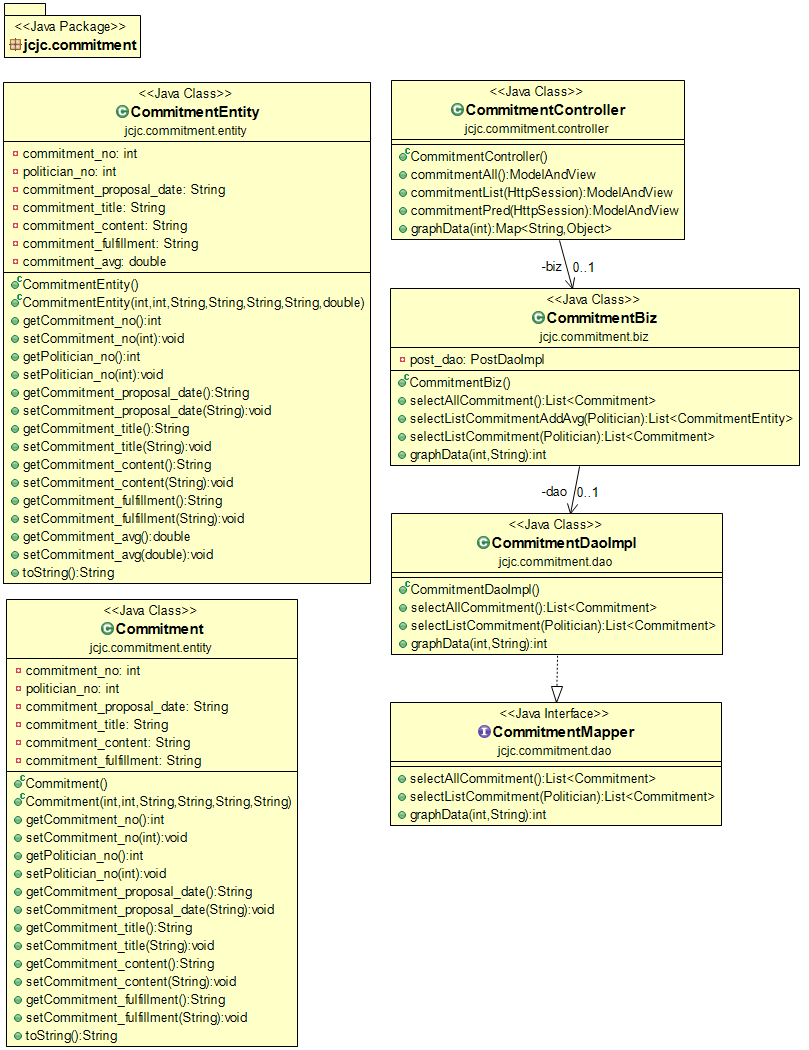 <<Java Package>>
jcjc.commitment
<<Java Class>>
CommitmentEntity
jcjc.commitment.entity
commitment_no: int
politician_no: int
commitment_proposal_date: String
commitment_title: String
commitment_content: String
commitment_fulfillment: String
commitment_avg: double
CommitmentEntity()
CommitmentEntity(int,int,String,String,String,String,double)
getCommitment_no():int
setCommitment_no(int):void
getPolitician_no():int
setPolitician_no(int):void
getCommitment_proposal_date():String
setCommitment_proposal_date(String):void
getCommitment_title():String
setCommitment_title(String):void
getCommitment_content():String
setCommitment_content(String):void
getCommitment_fulfillment():String
setCommitment_fulfillment(String):void
getCommitment_avg():double
setCommitment_avg(double):void
toString():String
<<Java Class>>
Commitment
jcjc.commitment.entity
commitment_no: int
politician_no: int
commitment_proposal_date: String
commitment_title: String
commitment_content: String
commitment_fulfillment: String
Commitment()
Commitment(int,int,String,String,String,String)
getCommitment_no():int
setCommitment_no(int):void
getPolitician_no():int
setPolitician_no(int):void
getCommitment_proposal_date():String
setCommitment_proposal_date(String):void
getCommitment_title():String
setCommitment_title(String):void
getCommitment_content():String
setCommitment_content(String):void
getCommitment_fulfillment():String
setCommitment_fulfillment(String):void
toString():String
<<Java Class>>
CommitmentController
jcjc.commitment.controller
CommitmentController()
commitmentAll():ModelAndView
commitmentList(HttpSession):ModelAndView
commitmentPred(HttpSession):ModelAndView
graphData(int):Map<String,Object>
-biz 0..1
<<Java Class>>
CommitmentBiz
jcjc.commitment.biz
post_dao: PostDaoImpl
CommitmentBiz()
selectAllCommitment():List<Commitment>
selectListCommitmentAddAvg(Politician):List<CommitmentEntity>
selectListCommitment(Politician):List<Commitment>
graphData(int,String):int
-dao 0..1
<<Java Class>>
CommitmentDaoImpl
jcjc.commitment.dao
CommitmentDaoImpl()
selectAllCommitment():List<Commitment>
selectListCommitment(Politician):List<Commitment>
graphData(int,String):int
<<Java Interface>>
CommitmentMapper
jcjc.commitment.dao
selectAllCommitment():List<Commitment>
selectListCommitment(Politician):List<Commitment>
graphData(int,String):int